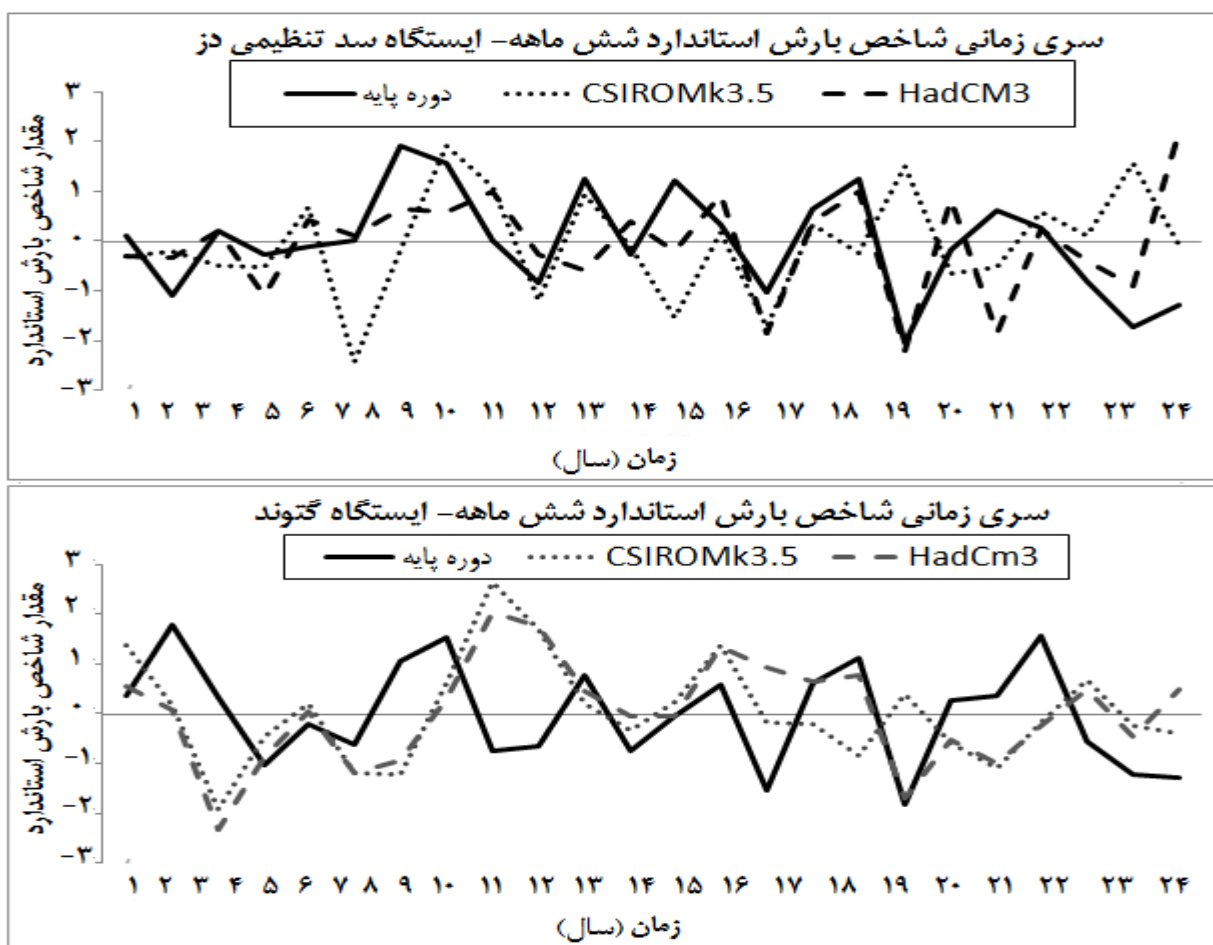 سری زمانی شاخص بارش استاندارد شش ماهه- ایستگاه سد تنظیمی دز
دوره پایه CSIROMk3.5 HadCM3
مقدار شاخص بارش استاندارد
۳
۲
۱
۰
-۱
-۲
-۳
۱ ۲ ۳ ۴ ۵ ۶ ۷ ۸ ۹ ۱۰ ۱۱ ۱۲ ۱۳ ۱۴ ۱۵ ۱۶ ۱۷ ۱۸ ۱۹ ۲۰ ۲۱ ۲۲ ۲۳ ۲۴
زمان (سال)
سری زمانی شاخص بارش استاندارد شش ماهه- ایستگاه گتوند
دوره پایه CSIROMk3.5 HadCm3
مقدار شاخص بارش استاندارد
۳
۲
۱
۰
-۱
-۲
-۳
۱ ۲ ۳ ۴ ۵ ۶ ۷ ۸ ۹ ۱۰ ۱۱ ۱۲ ۱۳ ۱۴ ۱۵ ۱۶ ۱۷ ۱۸ ۱۹ ۲۰ ۲۱ ۲۲ ۲۳ ۲۴
زمان (سال)